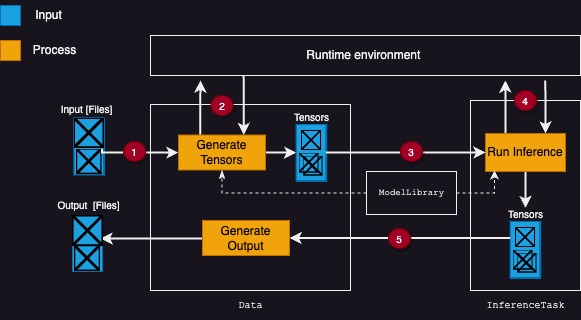 Input
Process
Runtime environment
Input [Files]
2
4
Tensors
1
Generate
Tensors
3
Run Inference
ModelLibrary
Output [Files]
Tensors
Generate
Output
5
Data
InferenceTask